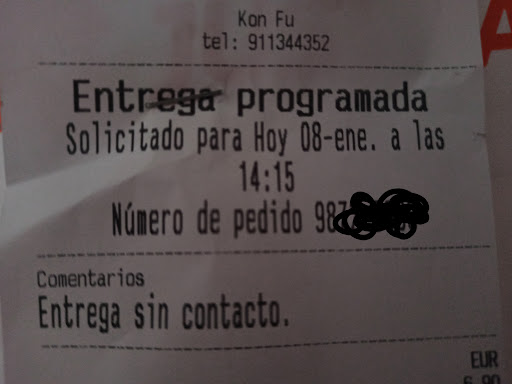 Kon Fu
tel: 911344352
Entrega programada
Solicitado para Hoy 08-ene. a las
14:15
Número de pedido
Comentarios
Entrega sin contacto.
EUR